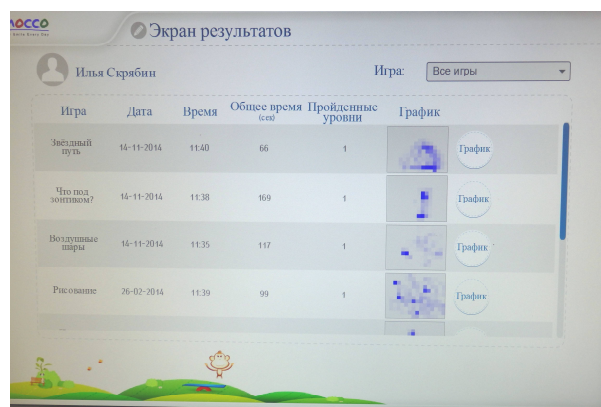 Экран результатов
Илья Скрябин
Игра: Все игры
Игра Дата Время Общее время (сек) Пройденные уровни График
Звёздный путь 14-11-2014 11:40 66 1 График
Что под зонтиком? 14-11-2014 11:38 169 1 График
Воздушные шары 14-11-2014 11:35 117 1 График
Рисование 26-02-2014 11:39 99 1 График